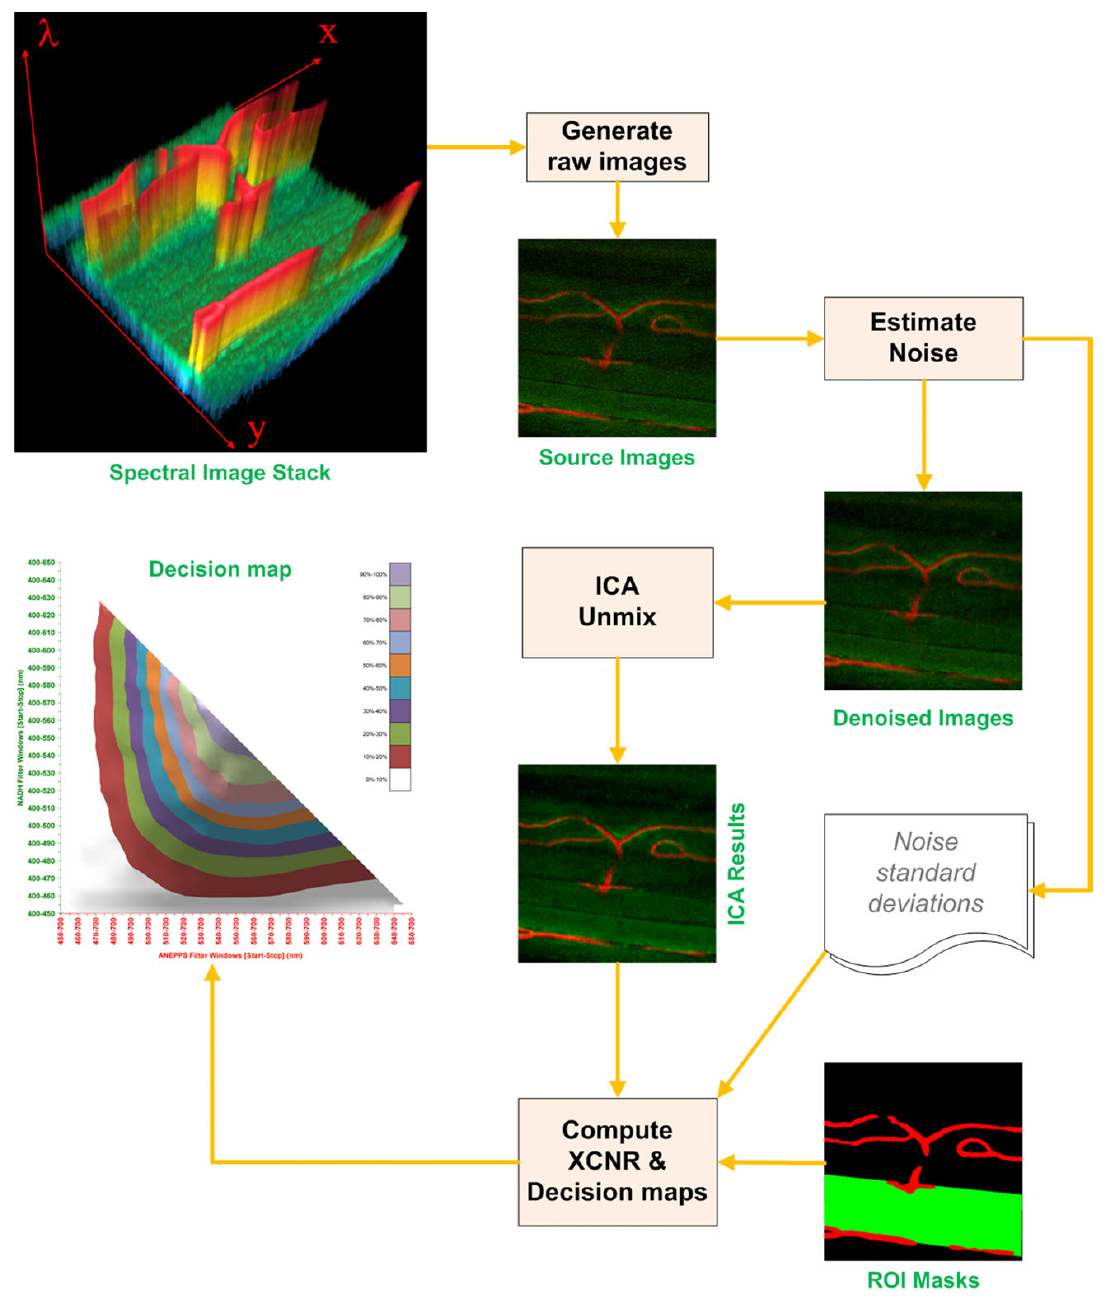 λ
x
y
Spectral Image Stack
Generate
raw images
Source Images
Estimate
Noise
Denoised Images
ICA
Unmix
ICA Results
Noise
standard
deviations
Compute
XCNR &
Decision maps
ROI Masks
Decision map
90%-100%
80%-90%
70%-80%
60%-70%
50%-60%
40%-50%
30%-40%
20%-30%
10%-20%
0%-10%
NADH Filter Windows [Start-Stop] (nm)
400-650
400-640
400-630
400-620
400-610
400-600
400-590
400-580
400-570
400-560
400-550
400-540
400-530
400-520
400-510
400-500
400-490
400-480
400-470
400-460
400-450
450-700
460-700
470-700
480-700
490-700
500-700
510-700
520-700
530-700
540-700
550-700
560-700
570-700
580-700
590-700
600-700
610-700
620-700
630-700
640-700
650-700
ANEPPS Filter Windows [Start-Stop] (nm)